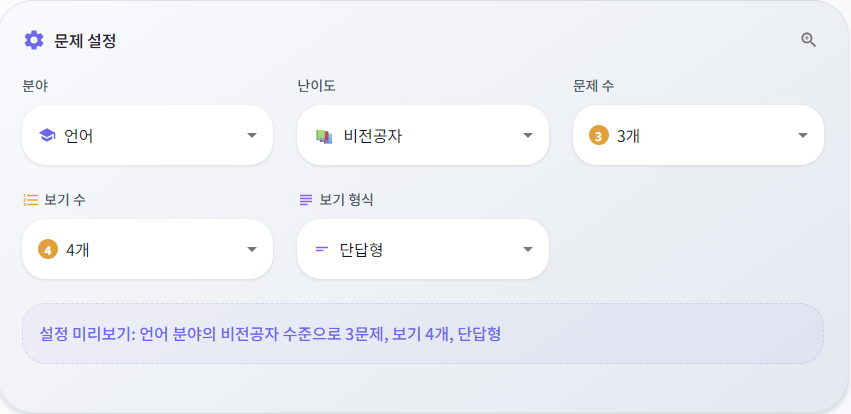 문제 설정
분야
난이도
문제 수
언어
비전공자
3 3개
보기 수
보기 형식
4 4개
단답형
설정 미리보기: 언어 분야의 비전공자 수준으로 3문제, 보기 4개, 단답형